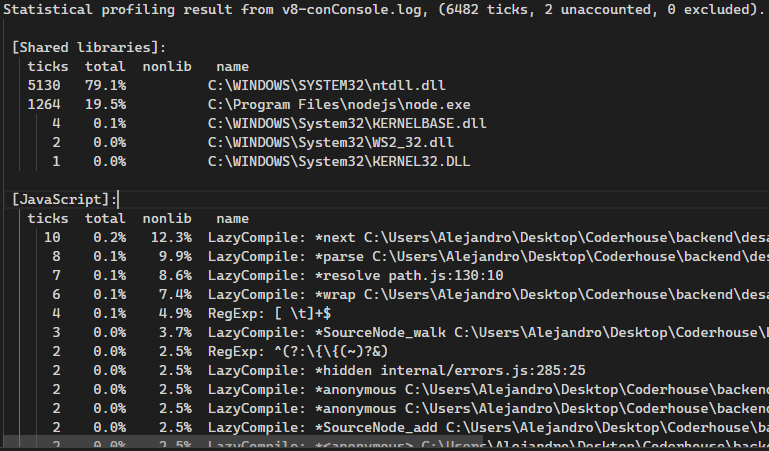 Statistical profiling result from v8-conConsole.log, (6482 ticks, 2 unaccounted, 0 excluded).
[Shared libraries]:
ticks total nonlib name
5130 79.1% C:\WINDOWS\SYSTEM32\ntdll.dll
1264 19.5% C:\Program Files\nodejs\node.exe
4 0.1% C:\WINDOWS\System32\KERNELBASE.dll
2 0.0% C:\WINDOWS\System32\WS2_32.dll
1 0.0% C:\WINDOWS\System32\KERNEL32.DLL
[JavaScript]:
ticks total nonlib name
10 0.2% 12.3% LazyCompile: *next C:\Users\Alejandro\Desktop\Coderhouse\backend\desa
8 0.1% 9.9% LazyCompile: *parse C:\Users\Alejandro\Desktop\Coderhouse\backend\des
7 0.1% 8.6% LazyCompile: *resolve path.js:130:10
6 0.1% 7.4% LazyCompile: *wrap C:\Users\Alejandro\Desktop\Coderhouse\backend\desa
4 0.1% 4.9% RegExp: [ \t]+$
3 0.0% 3.7% LazyCompile: *SourceNode_walk C:\Users\Alejandro\Desktop\Coderhouse\b
2 0.0% 2.5% RegExp: ^(?:\{\{(~)?&)
2 0.0% 2.5% LazyCompile: *hidden internal/errors.js:285:25
2 0.0% 2.5% LazyCompile: *anonymous C:\Users\Alejandro\Desktop\Coderhouse\backend
2 0.0% 2.5% LazyCompile: *anonymous C:\Users\Alejandro\Desktop\Coderhouse\backend
2 0.0% 2.5% LazyCompile: *SourceNode_add C:\Users\Alejandro\Desktop\Coderhouse\ba
2 0.0% 2.5% LazyCompile: *<anonymous> C:\Users\Alejandro\Desktop\Coderhouse\backe